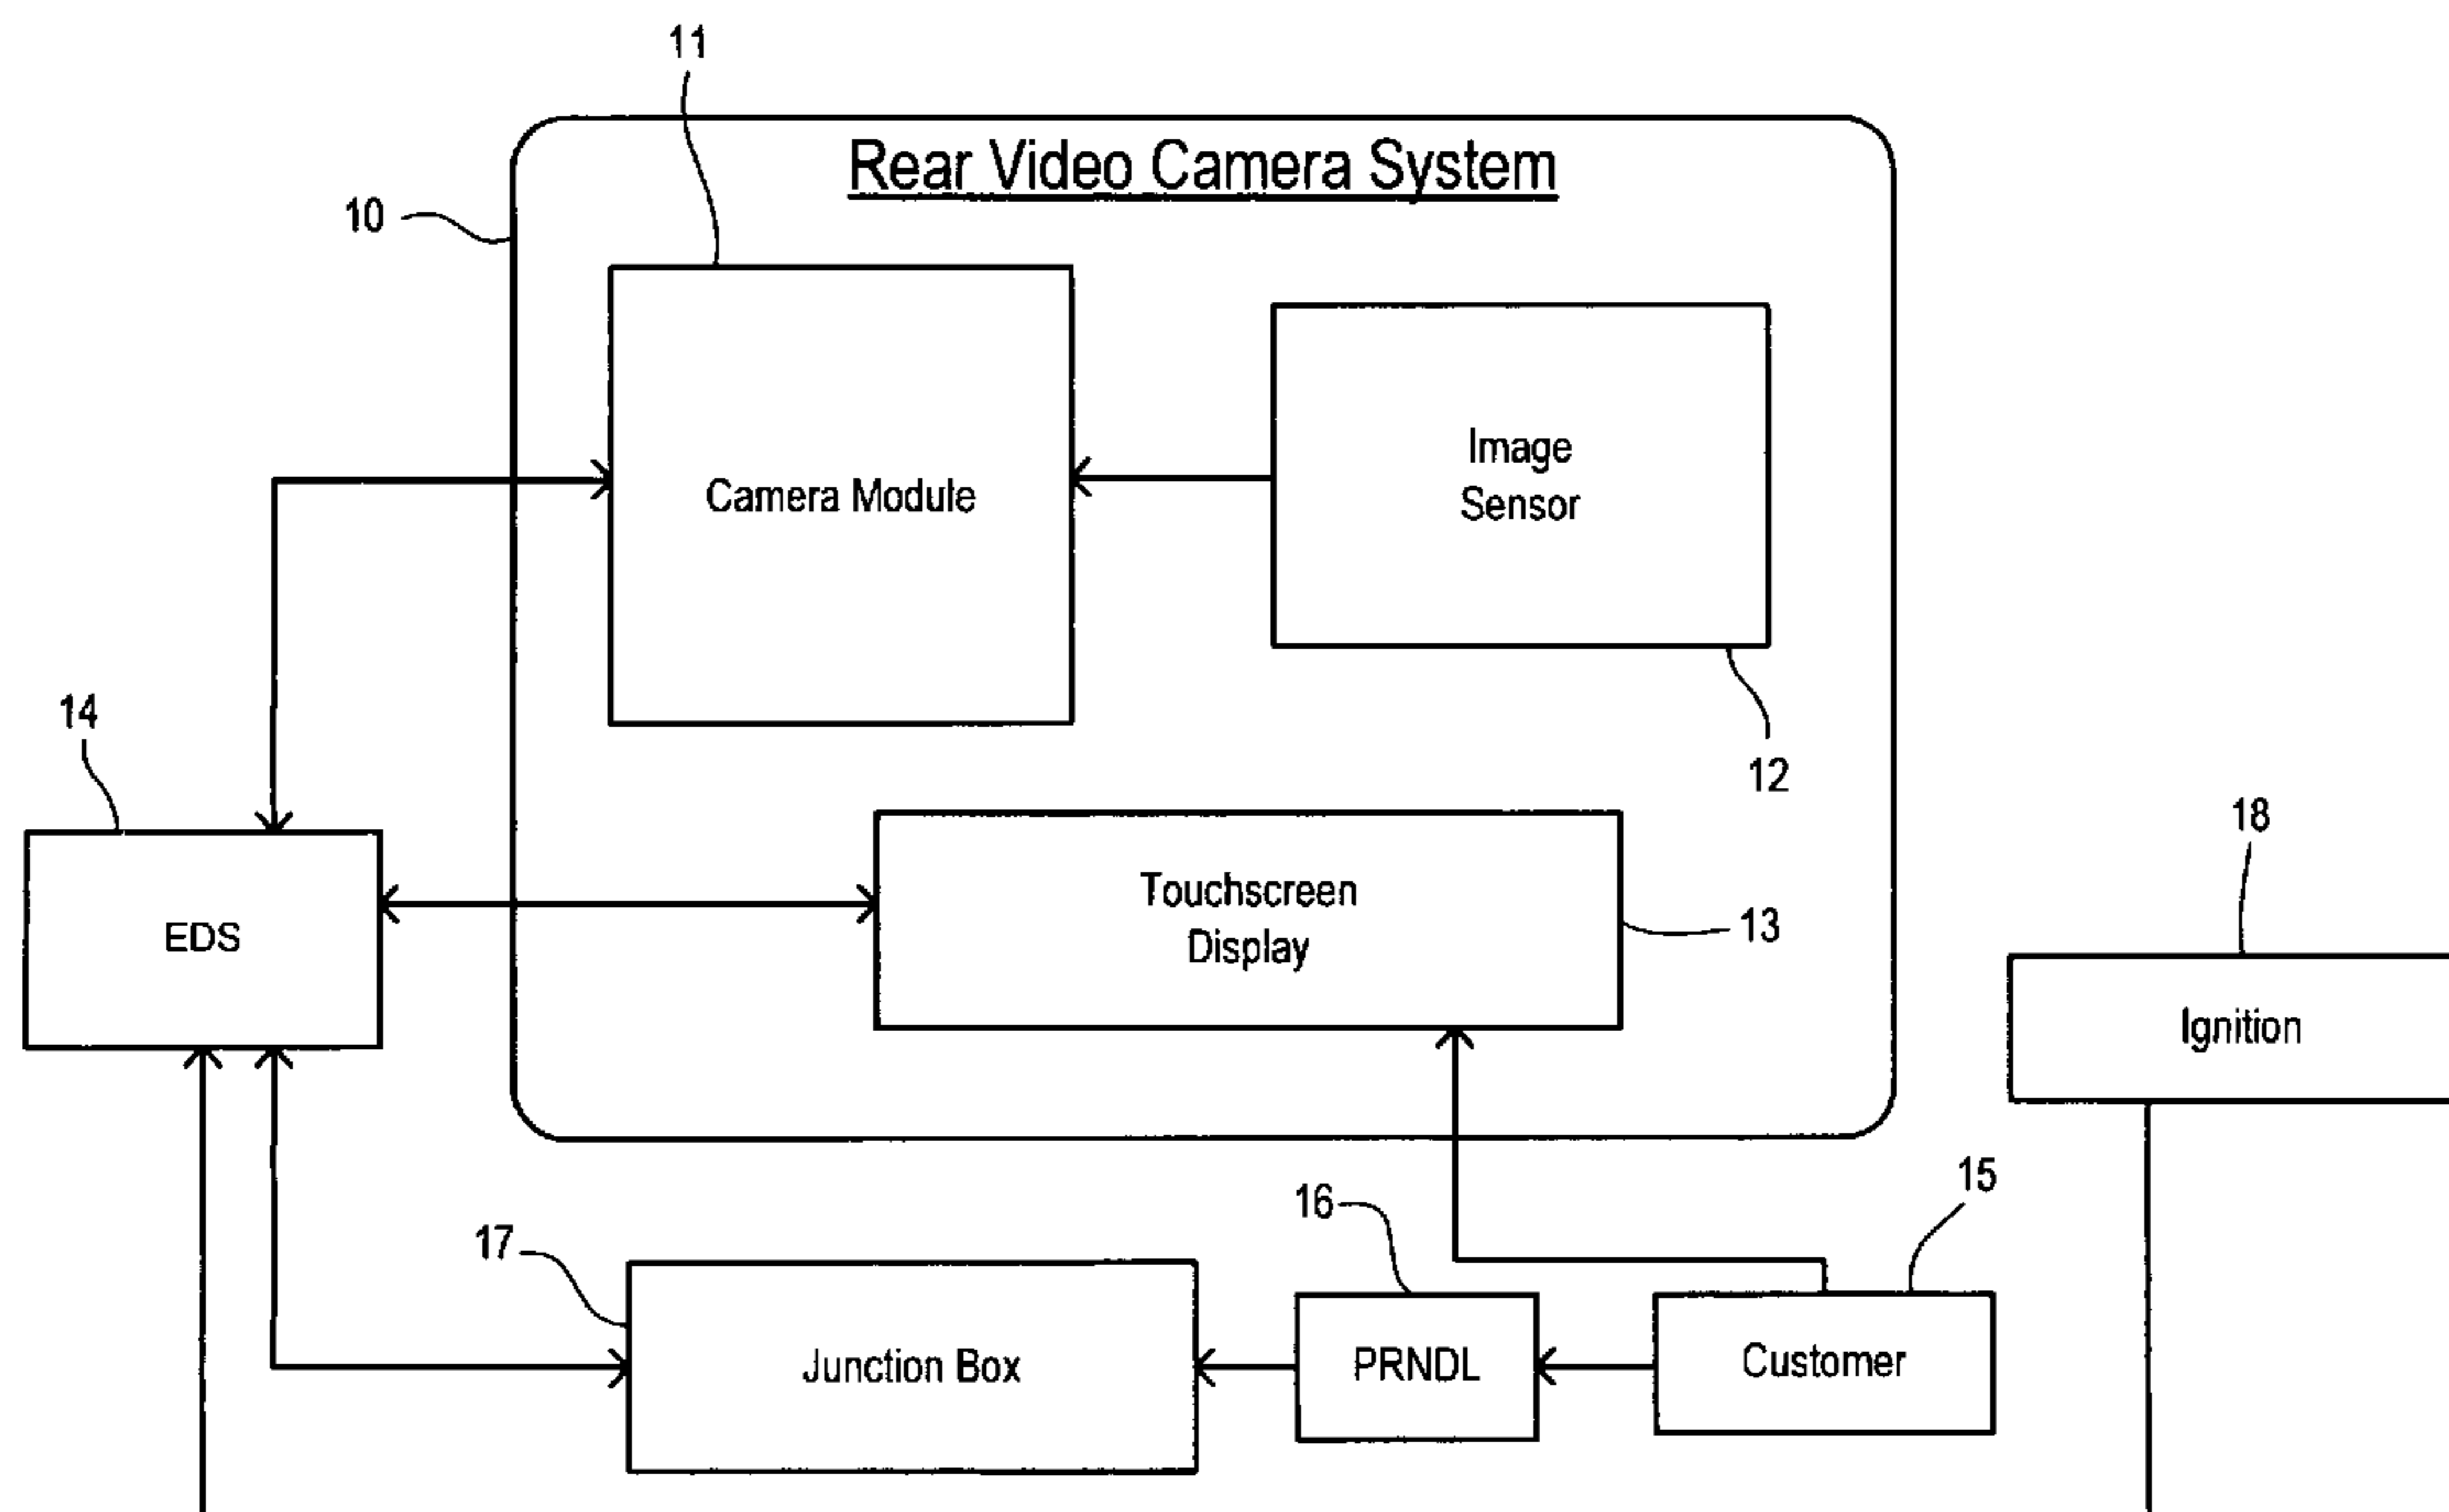 11
Rear Video Camera System
10
Camera Module
Image
Sensor
14
12
18
EDS
Touchscreen
Display
13
Ignition
15
16
17
Junction Box
PRNDL
Customer